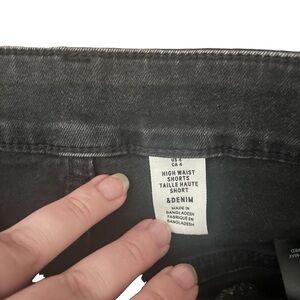 US 4
CA 4
HIGH WAIST
SHORTS
TAILLE HAUTE
SHORT
&DENIM
MADE IN
BANGLADESH
FABRIQUÉ EN
BANGLADESH